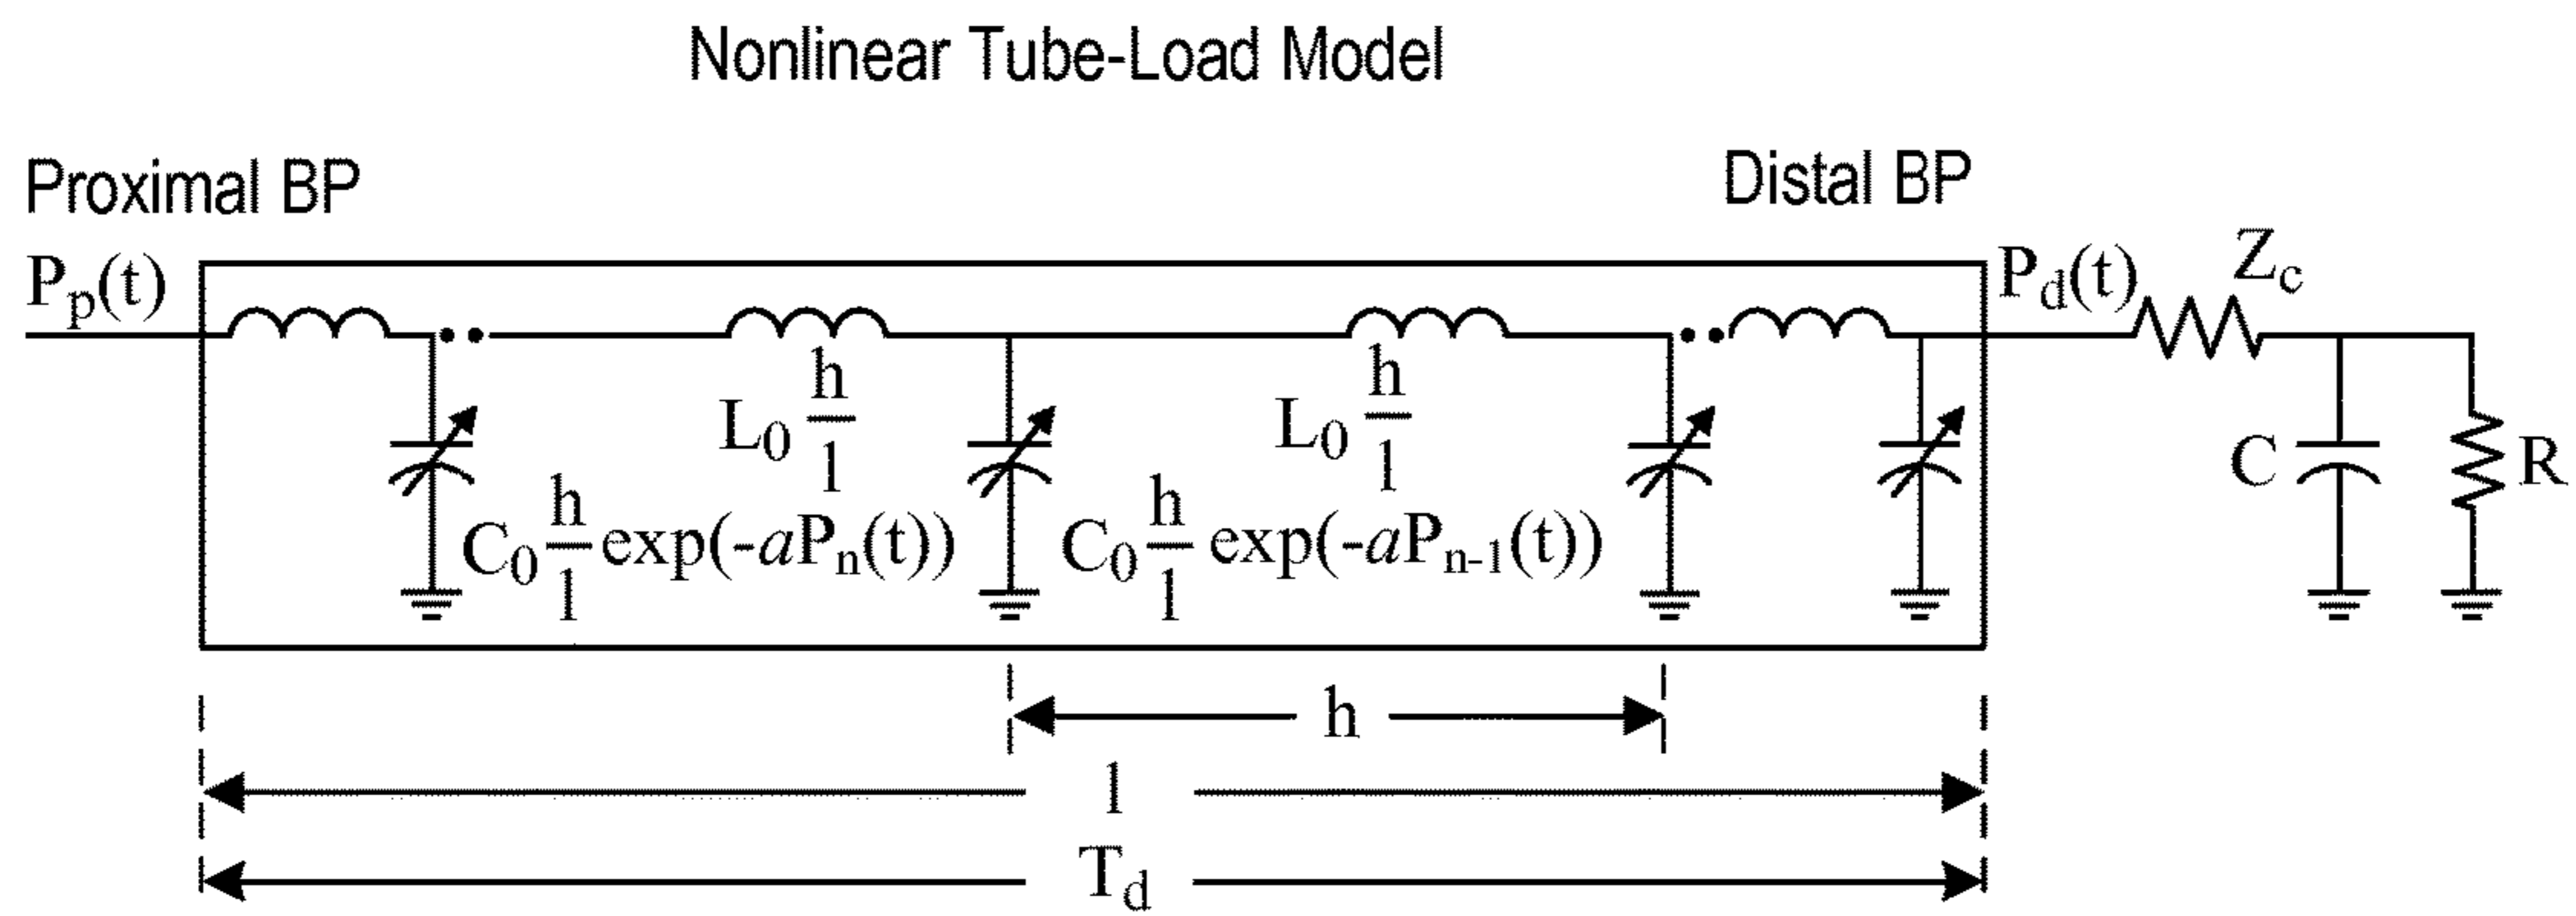 Nonlinear Tube-Load Model
Proximal BP
Distal BP
Pp(t)
Pd(t)
Zc
L0 h/l
L0 h/l
C0 h/l exp(-aPn(t))
C0 h/l exp(-aPn-1(t))
C
R
h
l
Td